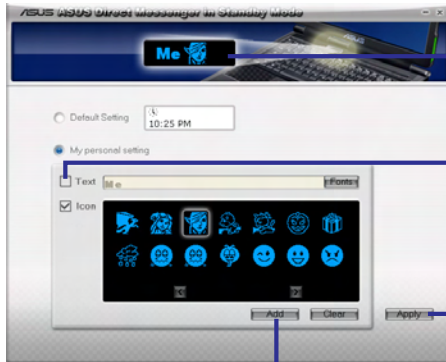 ASUS ASUS Direct Messenger in Standby Mode
Me
Default Setting
10:25 PM
My personal setting
Text
Me
Fonts
Icon
Add
Clear
Apply